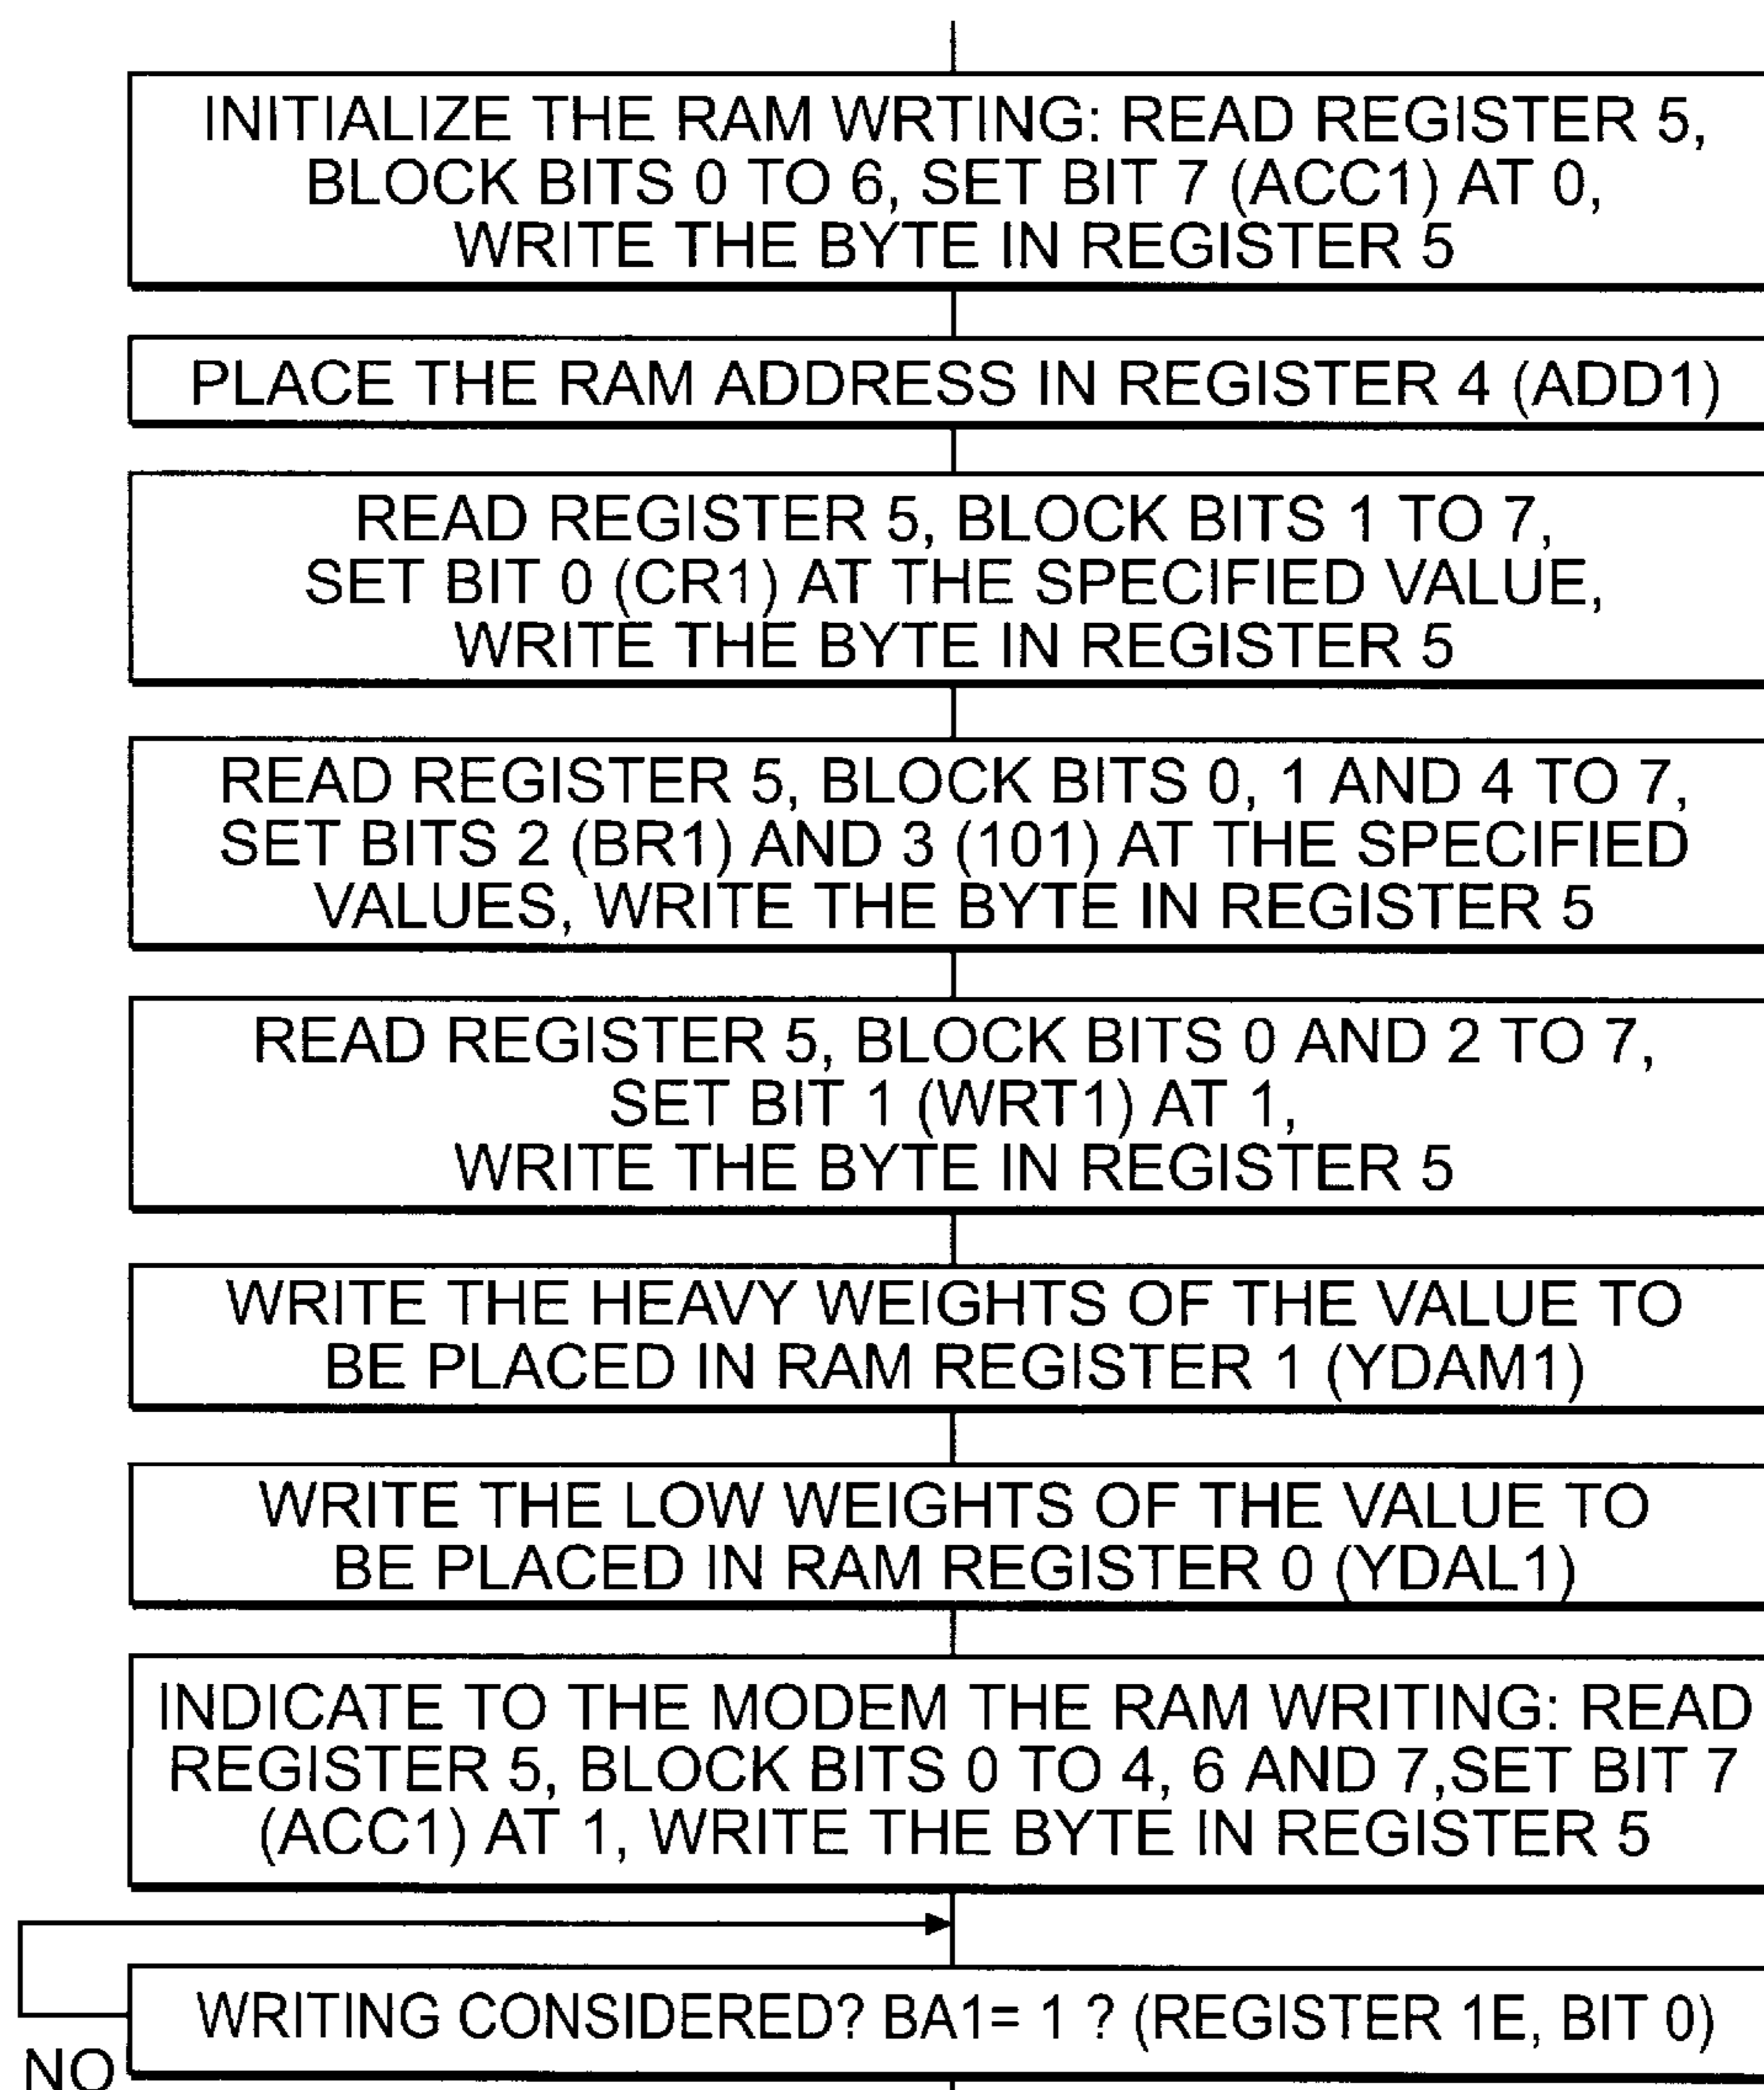 INITIALIZE THE RAM WRTING: READ REGISTER 5,
BLOCK BITS 0 TO 6, SET BIT 7 (ACC1) AT 0,
WRITE THE BYTE IN REGISTER 5
PLACE THE RAM ADDRESS IN REGISTER 4 (ADD1)
READ REGISTER 5, BLOCK BITS 1 TO 7,
SET BIT 0 (CR1) AT THE SPECIFIED VALUE,
WRITE THE BYTE IN REGISTER 5
READ REGISTER 5, BLOCK BITS 0, 1 AND 4 TO 7,
SET BITS 2 (BR1) AND 3 (101) AT THE SPECIFIED
VALUES, WRITE THE BYTE IN REGISTER 5
READ REGISTER 5, BLOCK BITS 0 AND 2 TO 7,
SET BIT 1 (WRT1) AT 1,
WRITE THE BYTE IN REGISTER 5
WRITE THE HEAVY WEIGHTS OF THE VALUE TO
BE PLACED IN RAM REGISTER 1 (YDAM1)
WRITE THE LOW WEIGHTS OF THE VALUE TO
BE PLACED IN RAM REGISTER 0 (YDAL1)
INDICATE TO THE MODEM THE RAM WRITING: READ
REGISTER 5, BLOCK BITS 0 TO 4, 6 AND 7,SET BIT 7
(ACC1) AT 1, WRITE THE BYTE IN REGISTER 5
WRITING CONSIDERED? BA1= 1 ? (REGISTER 1E, BIT 0)
NO